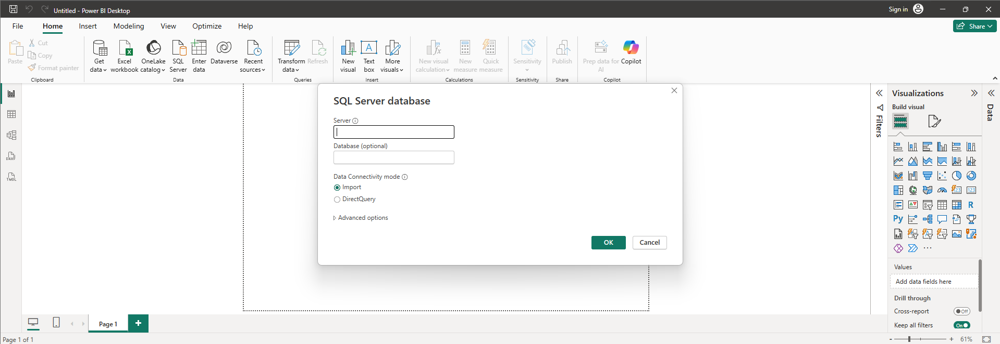 Untitled - Power BI Desktop
Sign in
File Home Insert Modeling View Optimize Help
Share
Paste
Cut
Copy
Format painter
Clipboard
Get data
Excel workbook
OneLake catalog
SQL Server
Enter data
Dataverse
Recent sources
Data
Transform data
Refresh
Queries
New visual
Text box
More visuals
Insert
New visual calculation
New measure
Quick measure
Calculations
Sensitivity
Sensitivity
Publish
Share
Prep data for AI
Copilot
Copilot
SQL Server database
Server
Database (optional)
Data Connectivity mode
Import
DirectQuery
Advanced options
OK
Cancel
Filters
Visualizations
Build visual
Data
DAX
TMDL
123
123
R
Py
Values
Add data fields here
Drill through
Cross-report
Off
Keep all filters
On
Page 1
Page 1 of 1
- + 61%